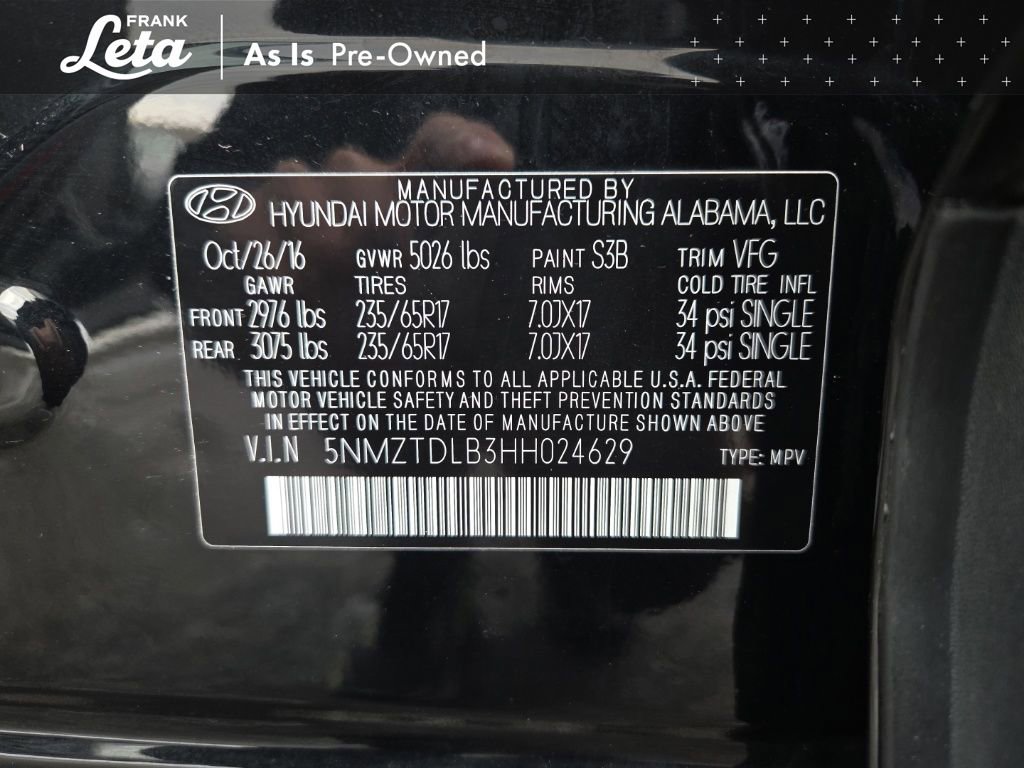 FRANK
Leta
As Is Pre-Owned
MANUFACTURED BY
HYUNDAI MOTOR MANUFACTURING ALABAMA, LLC
Oct/26/16 GVWR 5026 lbs PAINT S3B TRIM VFG
GAWR TIRES RIMS COLD TIRE INFL
FRONT 2976 lbs 235/65R17 7.0JX17 34 psi SINGLE
REAR 3075 lbs 235/65R17 7.0JX17 34 psi SINGLE
THIS VEHICLE CONFORMS TO ALL APPLICABLE U.S.A. FEDERAL
MOTOR VEHICLE SAFETY AND THEFT PREVENTION STANDARDS
IN EFFECT ON THE DATE OF MANUFACTURE SHOWN ABOVE
V.I.N 5NMZTDLB3HH024629 TYPE: MPV